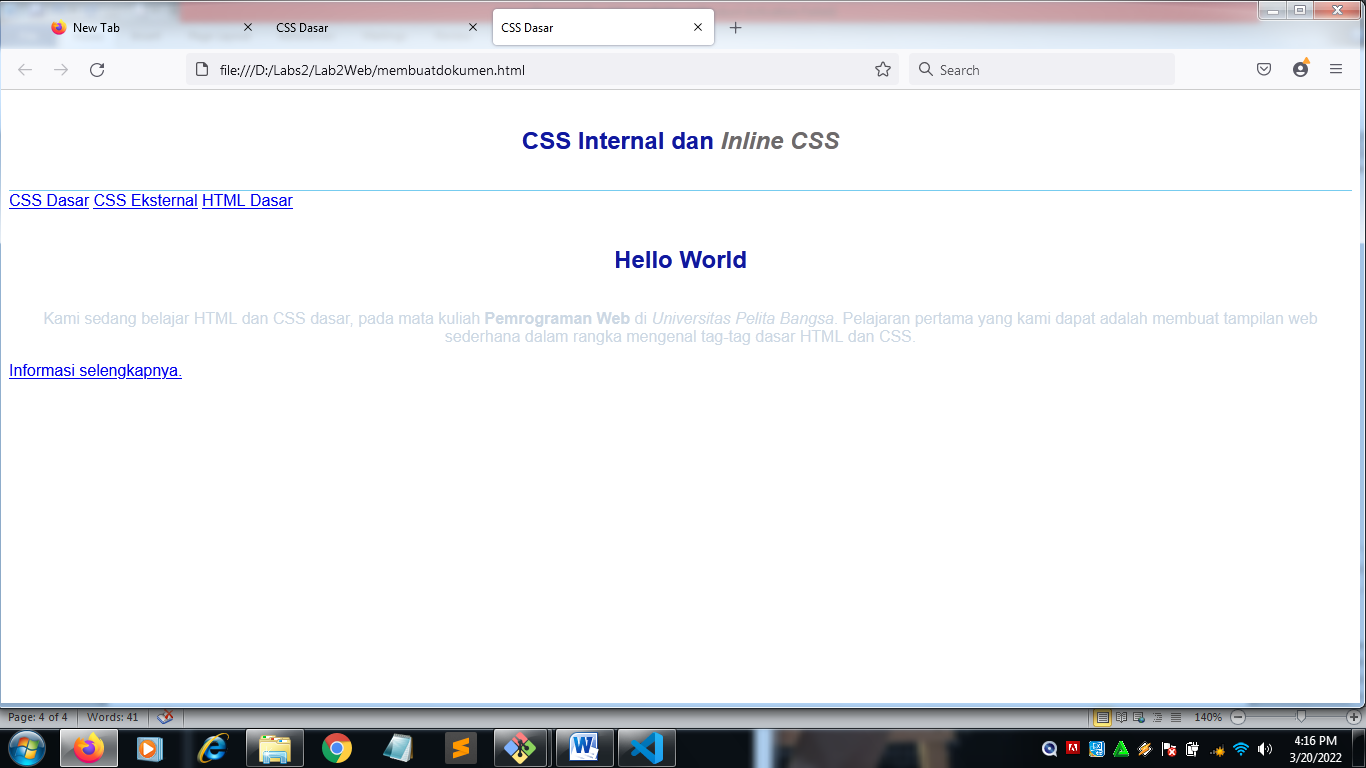 New Tab
CSS Dasar
CSS Dasar
file:///D:/Labs2/Lab2Web/membuatdokumen.html
Search
CSS Internal dan Inline CSS
CSS Dasar CSS Eksternal HTML Dasar
Hello World
Kami sedang belajar HTML dan CSS dasar, pada mata kuliah Pemrograman Web di Universitas Pelita Bangsa. Pelajaran pertama yang kami dapat adalah membuat tampilan web
sederhana dalam rangka mengenal tag-tag dasar HTML dan CSS.
Informasi selengkapnya.
Page: 4 of 4
Words: 41
140%
4:16 PM
3/20/2022